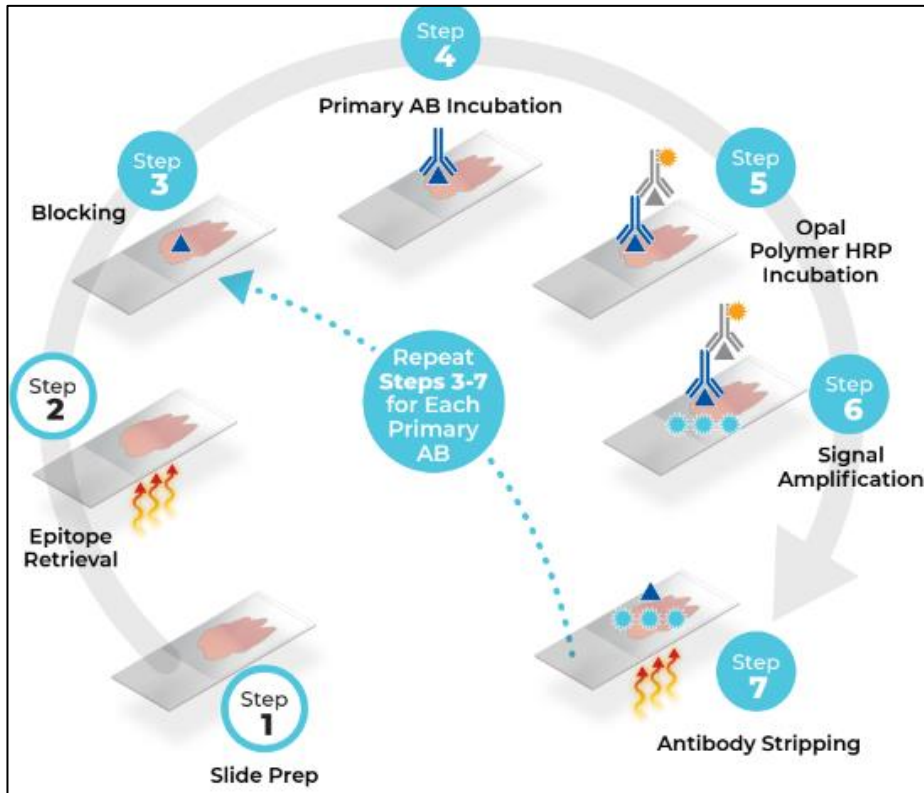 Step
1
Slide Prep
Step
2
Epitope
Retrieval
Step
3
Blocking
Step
4
Primary AB Incubation
Step
5
Opal
Polymer HRP
Incubation
Step
6
Signal
Amplification
Step
7
Antibody Stripping
Repeat
Steps 3-7
for Each
Primary
AB